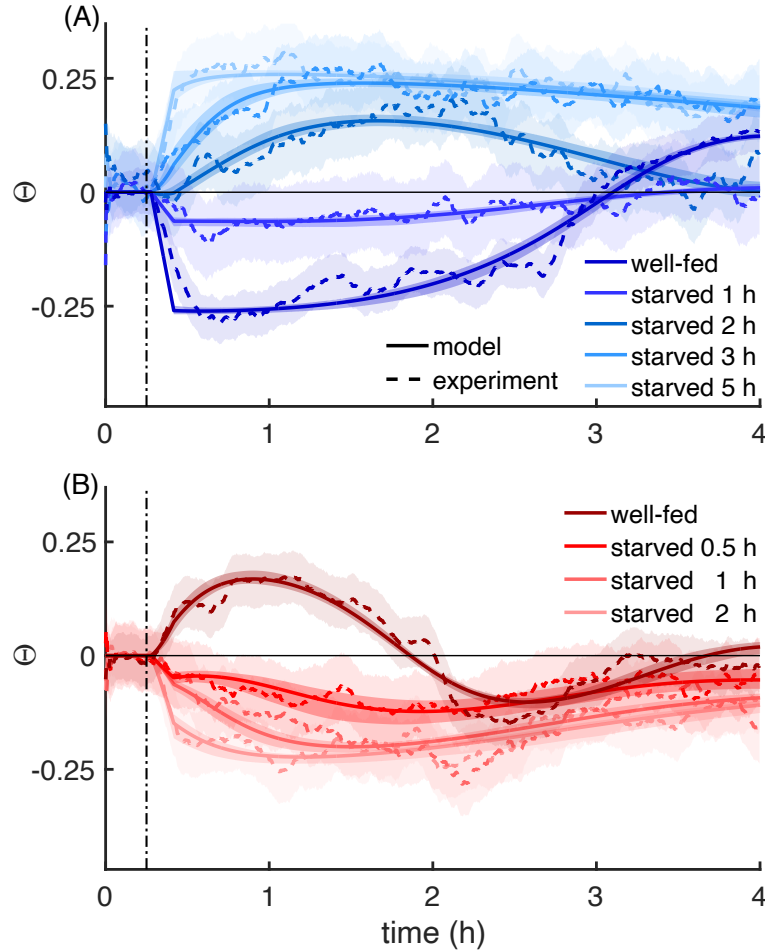 (A)
0.25
0
-0.25
Θ
well-fed
starved 1 h
starved 2 h
starved 3 h
starved 5 h
model
experiment
0 1 2 3 4
(B)
0.25
0
-0.25
Θ
well-fed
starved 0.5 h
starved 1 h
starved 2 h
0 1 2 3 4
time (h)